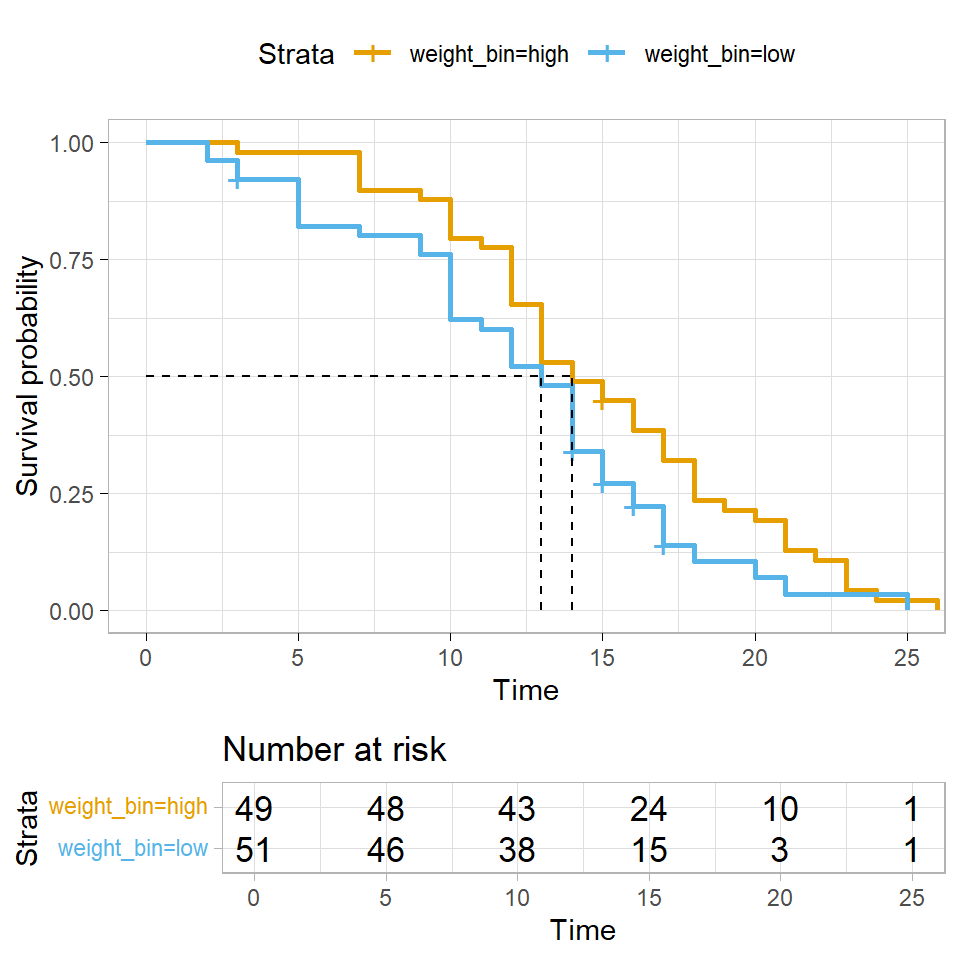 Strata weight_bin=high weight_bin=low
Survival probability
1.00
0.75
0.50
0.25
0.00
0 5 10 15 20 25
Time
Number at risk
Strata
weight_bin=high 49 48 43 24 10 1
weight_bin=low 51 46 38 15 3 1
0 5 10 15 20 25
Time